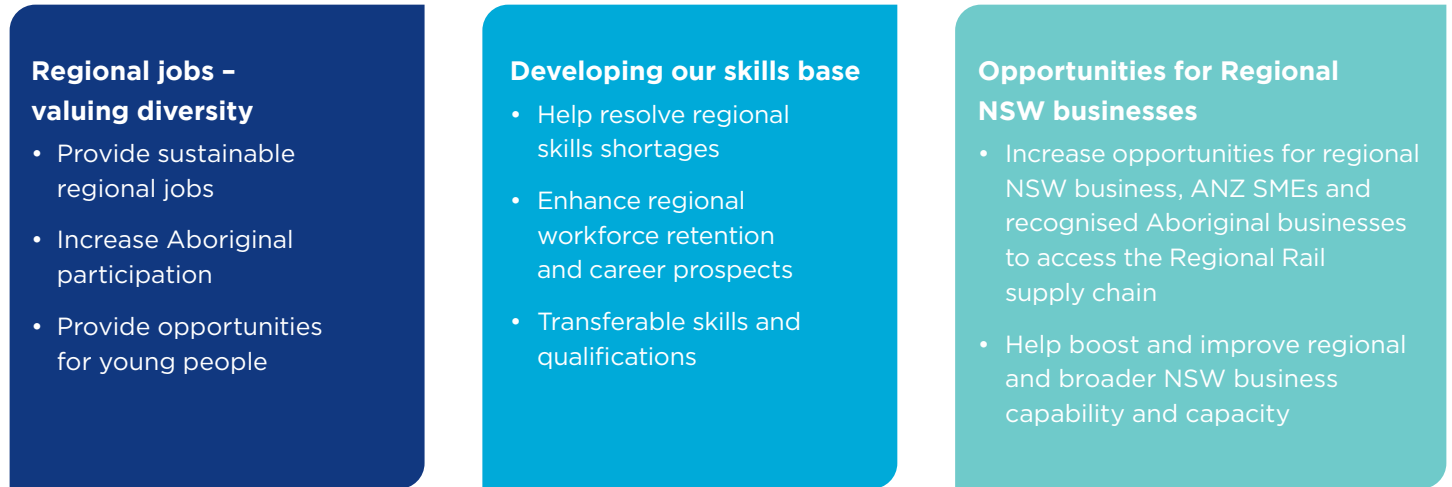 Regional jobs –
valuing diversity
• Provide sustainable
regional jobs
• Increase Aboriginal
participation
• Provide opportunities
for young people
Developing our skills base
• Help resolve regional
skills shortages
• Enhance regional
workforce retention
and career prospects
• Transferable skills and
qualifications
Opportunities for Regional
NSW businesses
• Increase opportunities for regional
NSW business, ANZ SMEs and
recognised Aboriginal businesses
to access the Regional Rail
supply chain
• Help boost and improve regional
and broader NSW business
capability and capacity